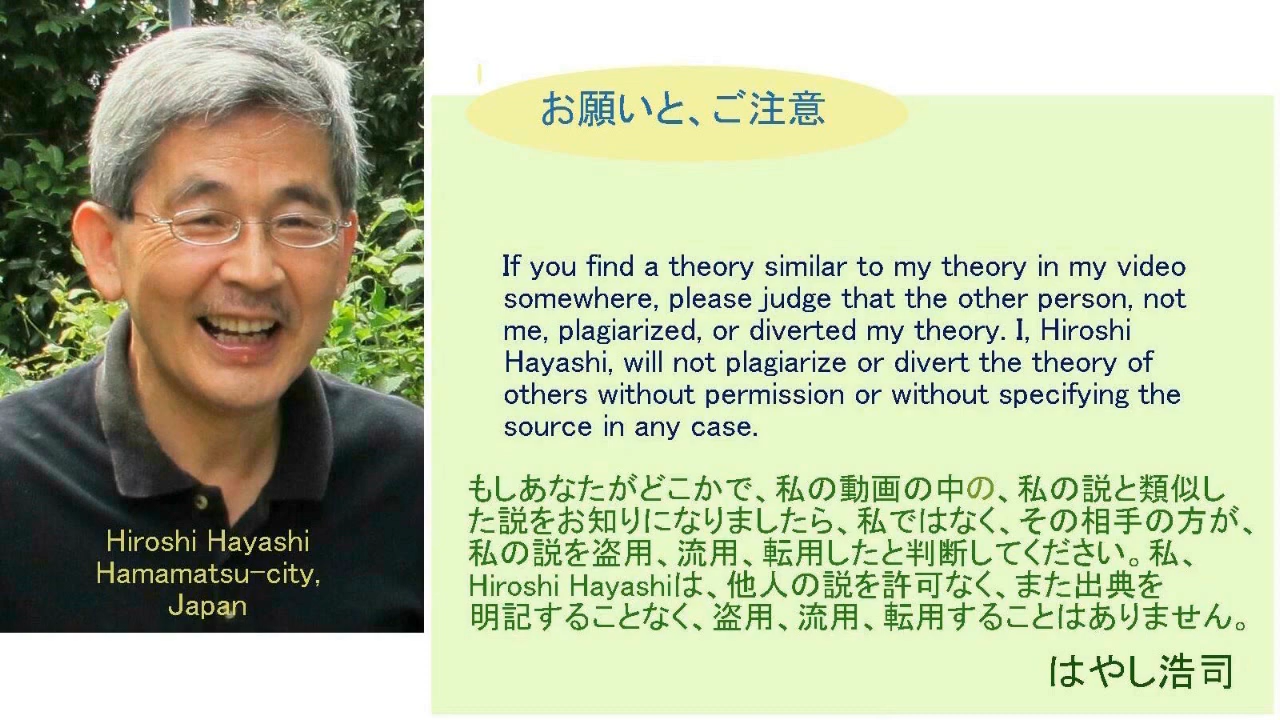 お願いと、ご注意
If you find a theory similar to my theory in my video
somewhere, please judge that the other person, not
me, plagiarized, or diverted my theory. I, Hiroshi
Hayashi, will not plagiarize or divert the theory of
others without permission or without specifying the
source in any case.
もしあなたがどこかで、私の動画の中の、私の説と類似し
た説をお知りになりましたら、私ではなく、その相手の方が、
私の説を盗用、流用、転用したと判断してください。私、
Hiroshi Hayashiは、他人の説を許可なく、また出典を
明記することなく、盗用、流用、転用することはありません。
はやし浩司
Hiroshi Hayashi
Hamamatsu-city,
Japan